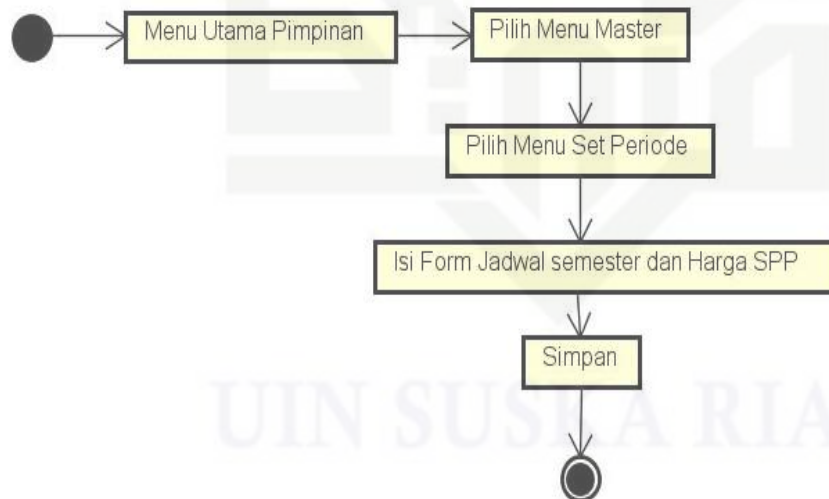 Menu Utama Pimpinan
Pilih Menu Master
Pilih Menu Set Periode
Isi Form Jadwal semester dan Harga SPP
Simpan
UIN SUSKA RIA